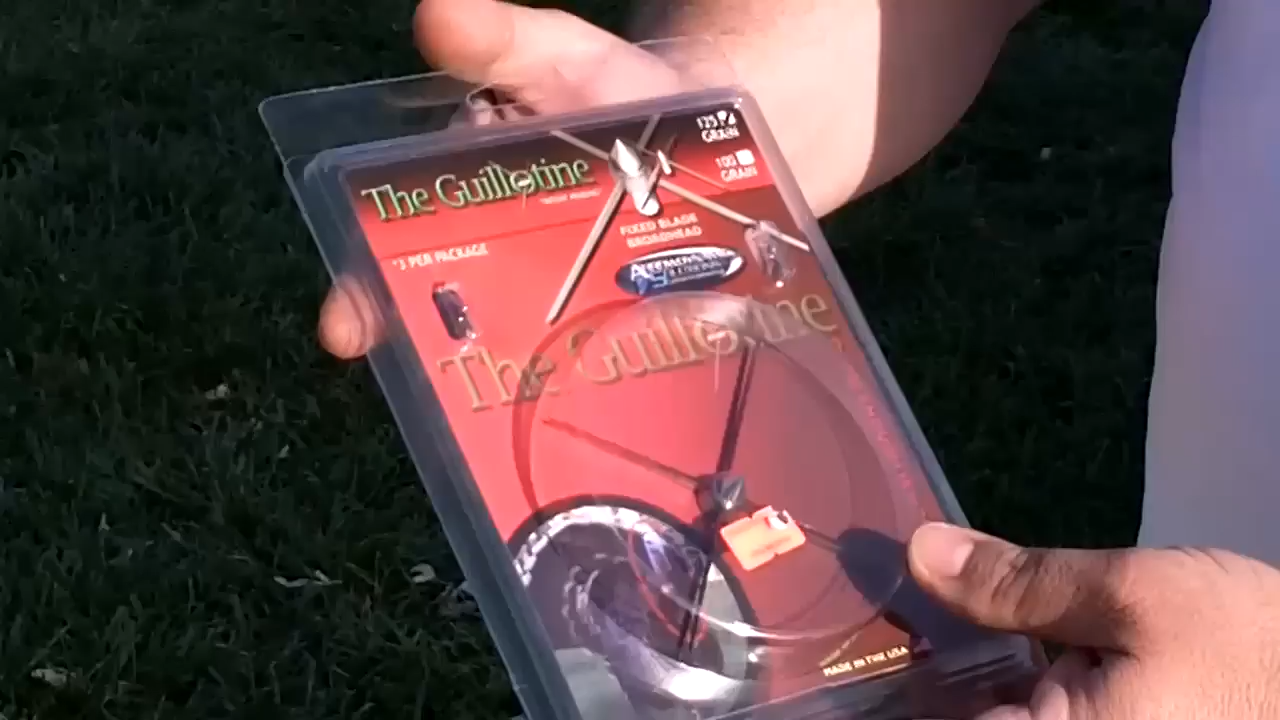 125
GRAIN
The Guillotine
100
GRAIN
FIXED BLADE
BROADHEAD
*3 PER PACKAGE
The Guillotine
MADE IN THE USA